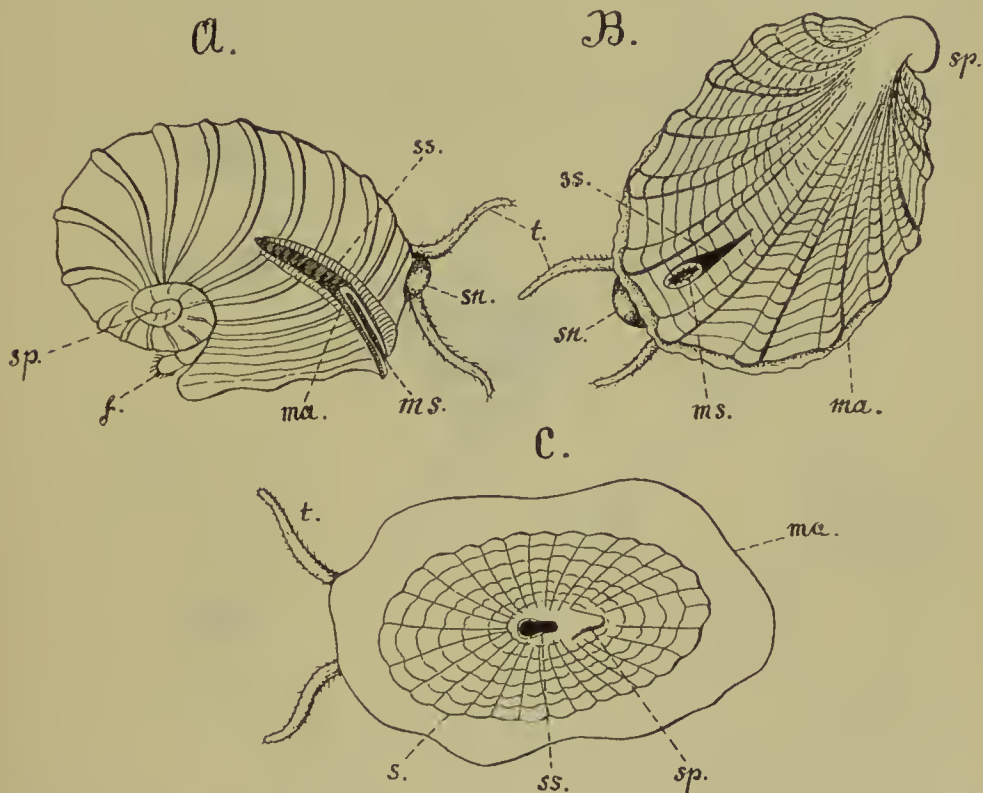 A.
B.
sp.
ss.
ss.
t.
sn.
sn.
sp.
f.
ma.
ms.
ms.
ma.
C.
t.
ma.
s.
ss.
sp.